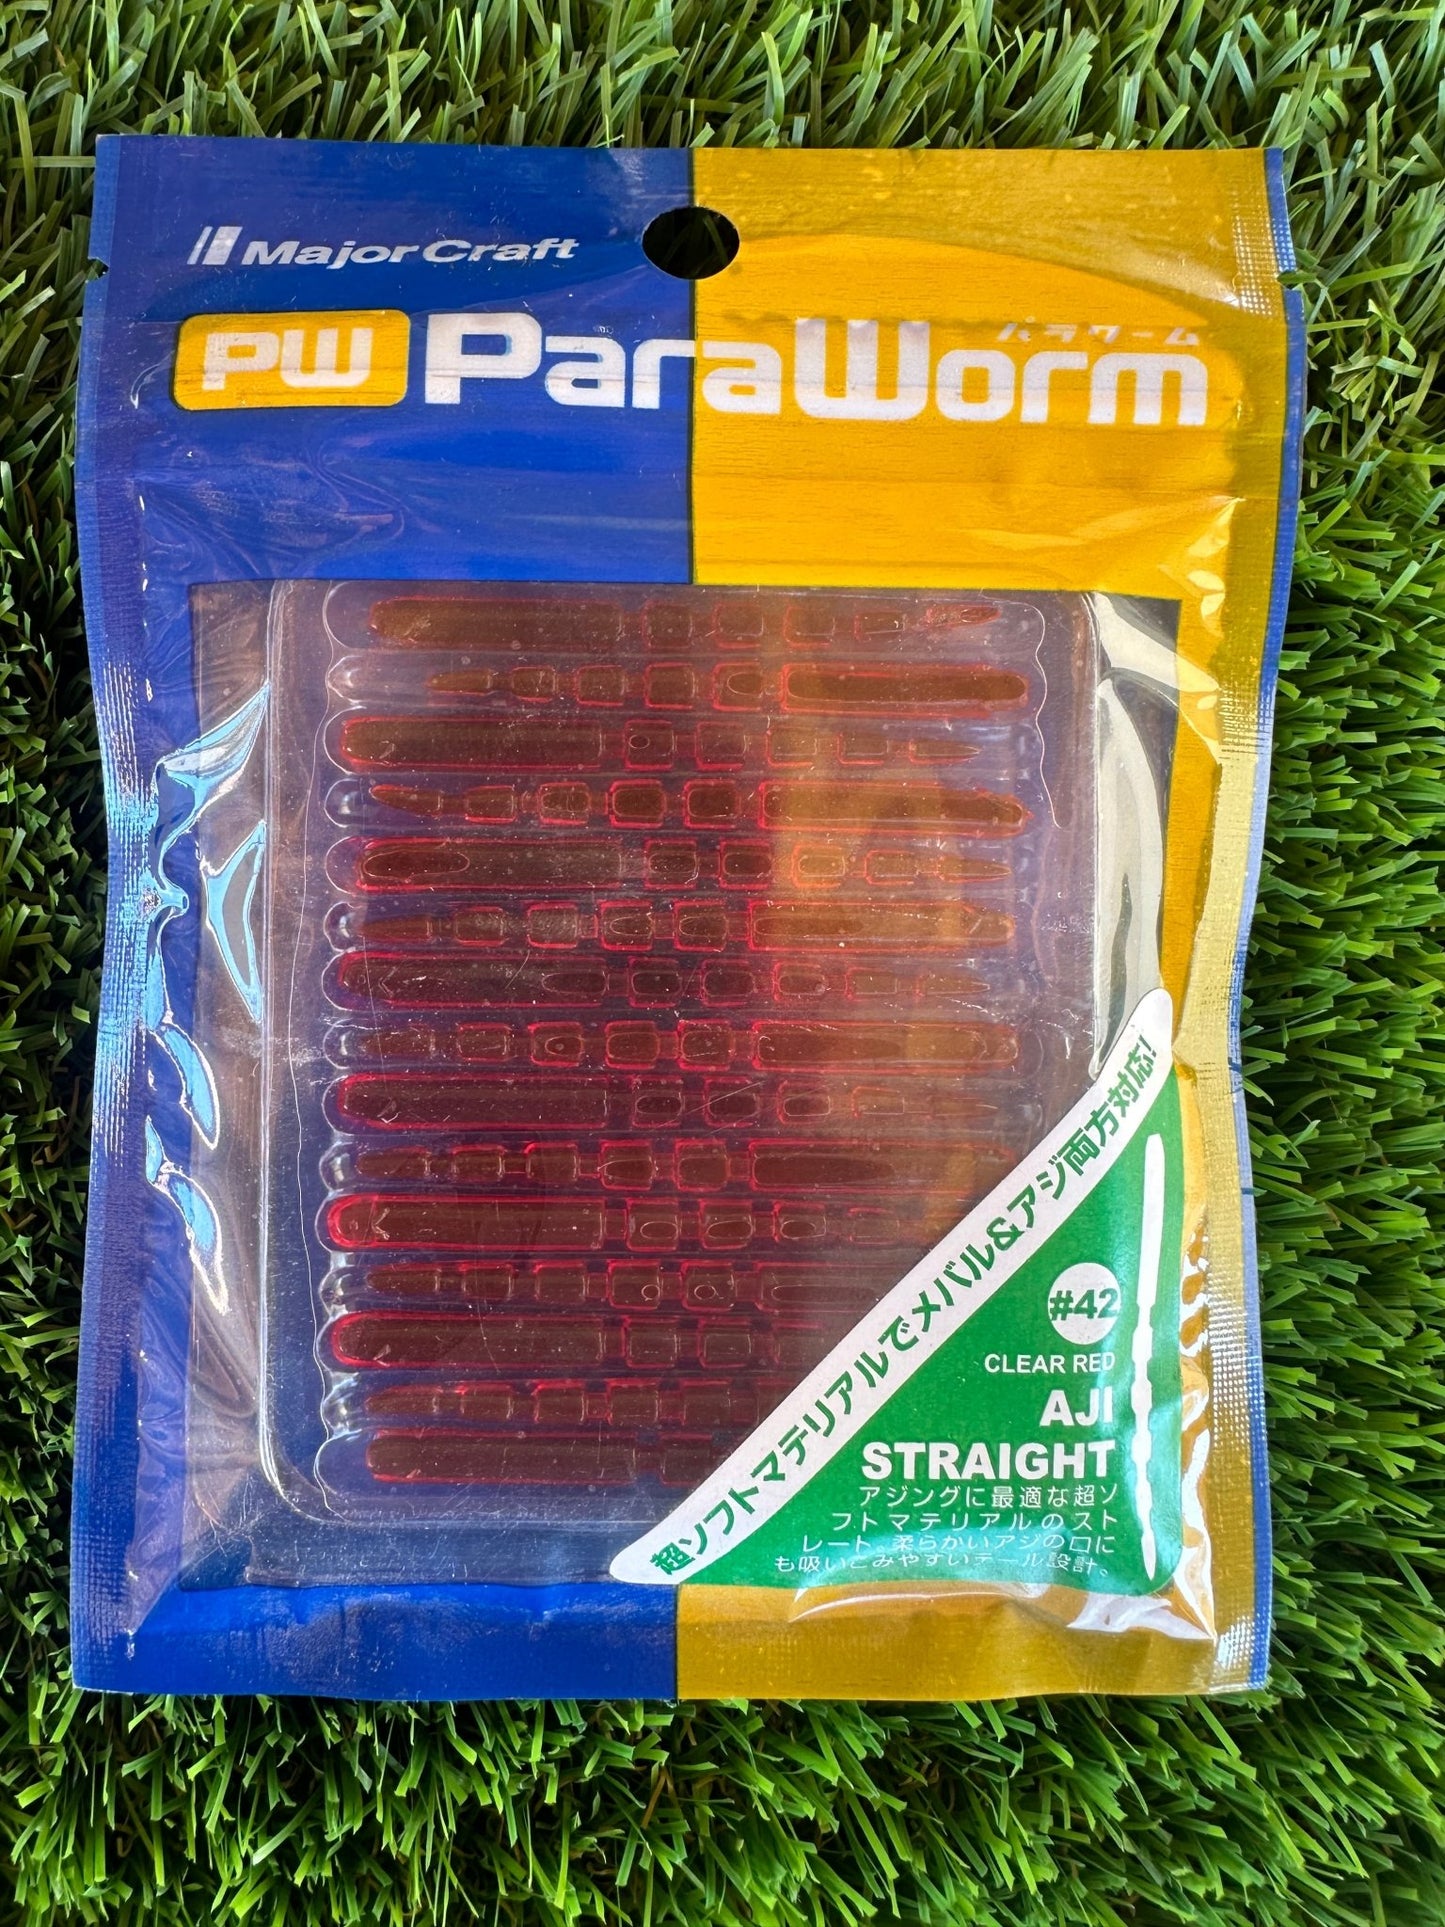 Major Craft
PW ParaWorm
パラワーム
超ソフトマテリアルでメバル&アジ両方対応!
#42
CLEAR RED
AJI
STRAIGHT
アジングに最適な超ソ
フトマテリアルのスト
レート。柔らかいアジの口に
も吸いこみやすいテール設計。